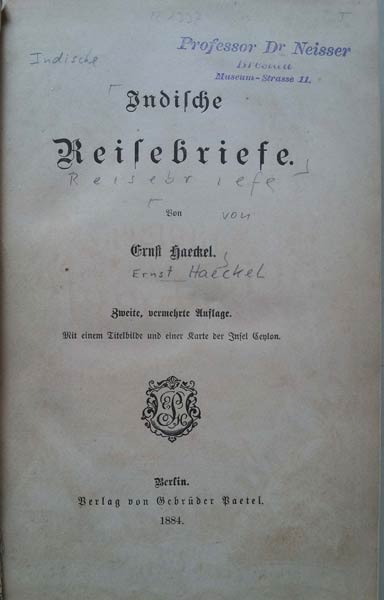 Professor Dr Neisser
Breslau
Museum-Strasse 11.
Indische
Indische
Reisebriefe.
Reisebriefe
Von
von
Ernst Haeckel.
Ernst Haeckel
Zweite, vermehrte Auflage.
Mit einem Titelbilde und einer Karte der Insel Ceylon.
Berlin.
Verlag von Gebrüder Paetel.
1884.